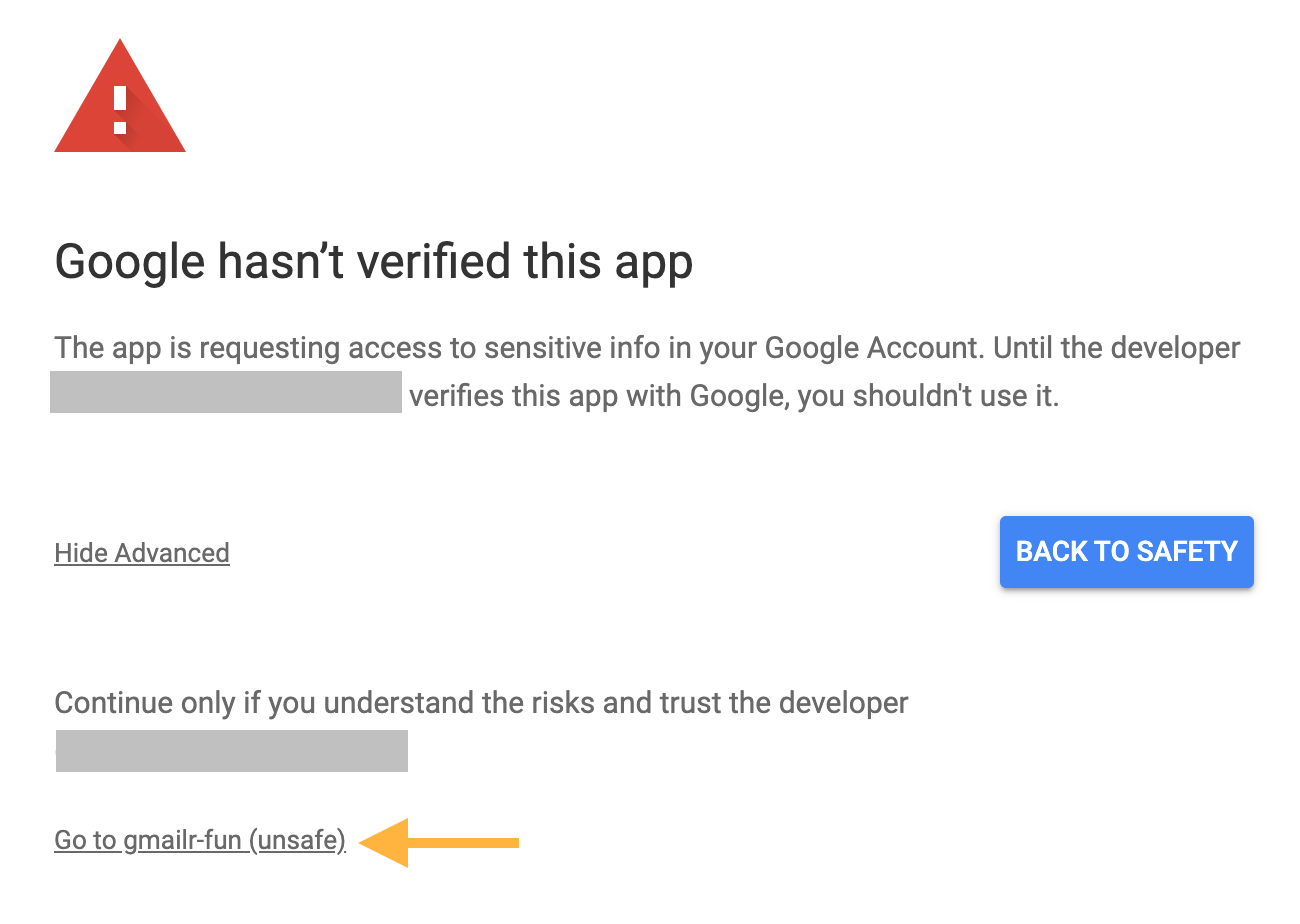 Google hasn’t verified this app
The app is requesting access to sensitive info in your Google Account. Until the developer
verifies this app with Google, you shouldn't use it.
Hide Advanced
BACK TO SAFETY
Continue only if you understand the risks and trust the developer
Go to gmailr-fun (unsafe)